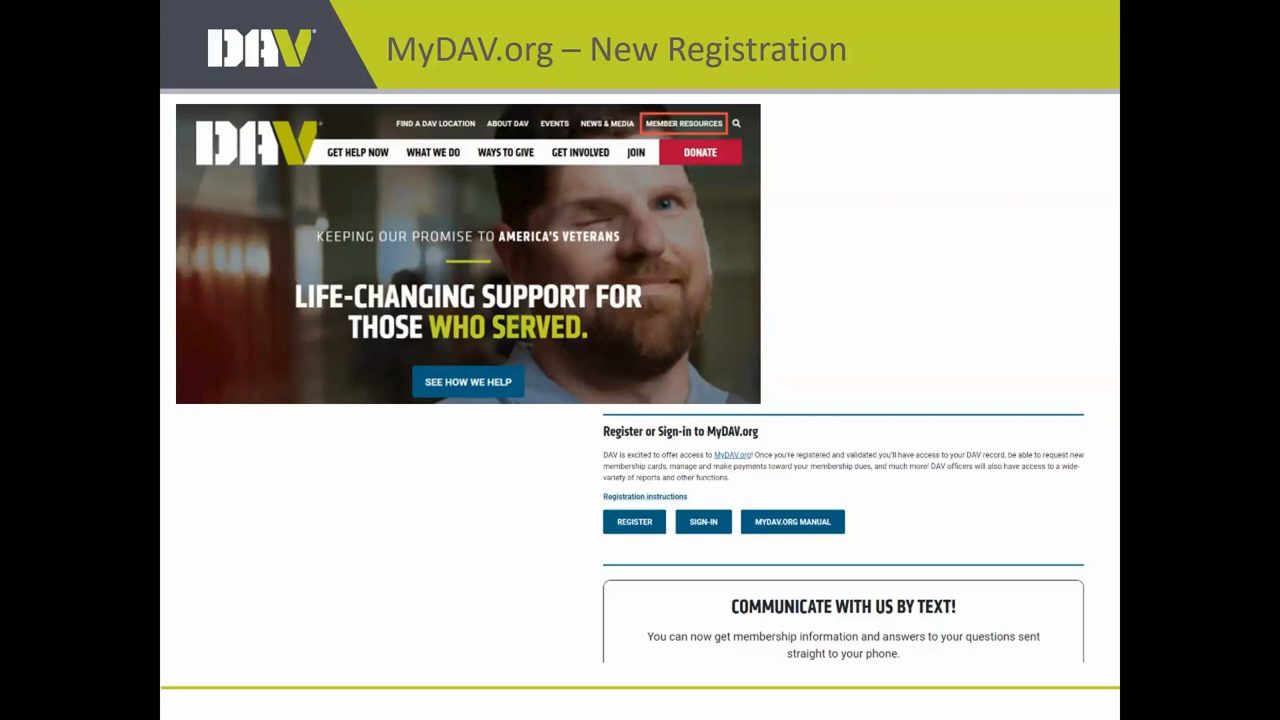 DAV
MyDAV.org – New Registration
DAV
FIND A DAV LOCATION ABOUT DAV EVENTS NEWS & MEDIA MEMBER RESOURCES
GET HELP NOW WHAT WE DO WAYS TO GIVE GET INVOLVED JOIN DONATE
KEEPING OUR PROMISE TO AMERICA'S VETERANS
LIFE-CHANGING SUPPORT FOR
THOSE WHO SERVED.
SEE HOW WE HELP
Register or Sign-in to MyDAV.org
DAV is excited to offer access to MyDAV.org! Once you're registered and validated you'll have access to your DAV record, be able to request new
membership cards, manage and make payments toward your membership dues, and much more! DAV officers will also have access to a wide-
variety of reports and other functions.
Registration instructions
REGISTER SIGN-IN MYDAV.ORG MANUAL
COMMUNICATE WITH US BY TEXT!
You can now get membership information and answers to your questions sent
straight to your phone.